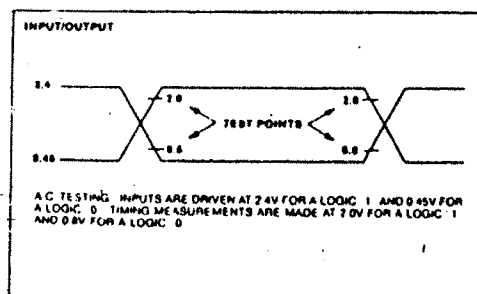 INPUT/OUTPUT
2.4
2.0
2.0
TEST POINTS
0.45
0.8
0.8
A.C. TESTING: INPUTS ARE DRIVEN AT 2.4V FOR A LOGIC 1 AND 0.45V FOR
A LOGIC 0. TIMING MEASUREMENTS ARE MADE AT 2.0V FOR A LOGIC 1
AND 0.8V FOR A LOGIC 0